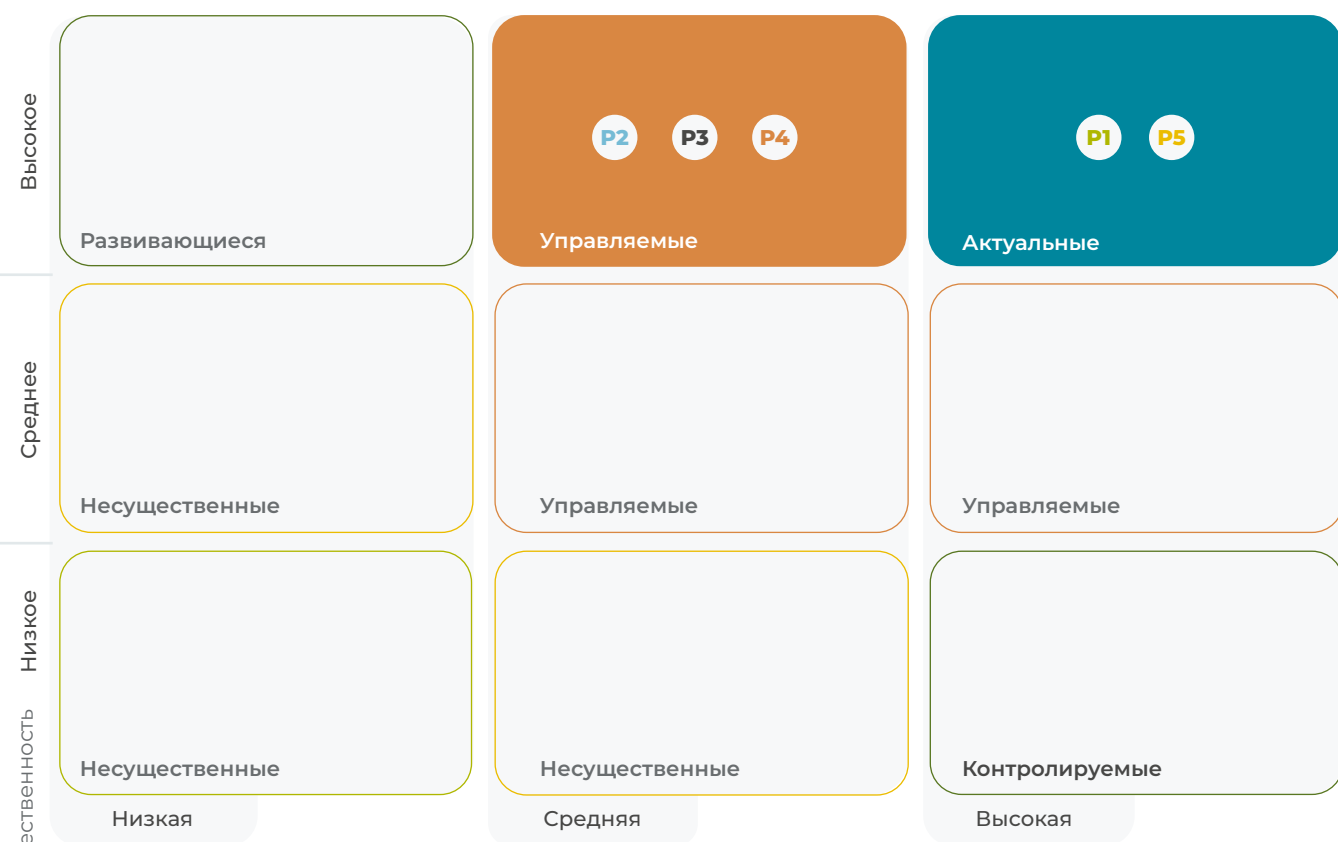 Высокое
P2 P3 P4
P1 P5
Развивающиеся
Управляемые
Актуальные
Среднее
Несущественные
Управляемые
Управляемые
Низкое
Несущественные
Несущественные
Контролируемые
Низкая
Средняя
Высокая